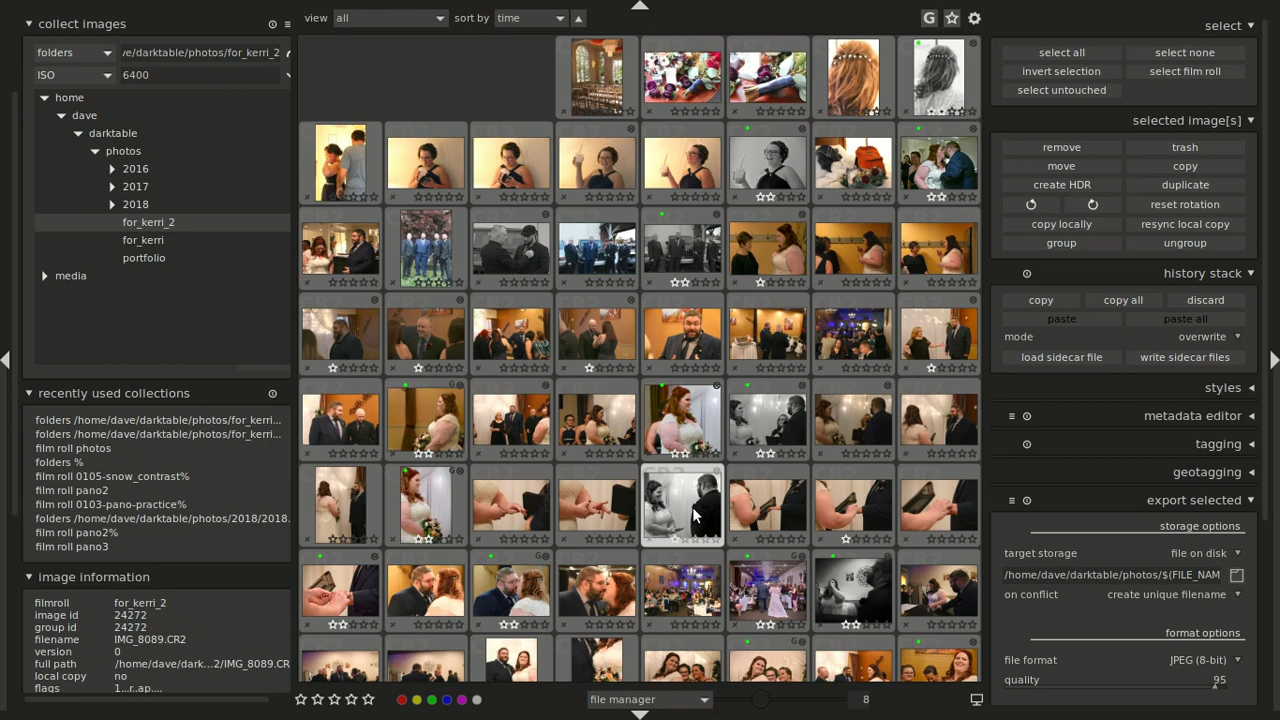 collect images
folders
ve/darktable/photos/for_kerri_2
ISO
6400
home
dave
darktable
photos
2016
2017
2018
for_kerri_2
for_kerri
portfolio
media
recently used collections
folders /home/dave/darktable/photos/for_kerri...
folders /home/dave/darktable/photos/for_kerri...
film roll photos
folders %
film roll 0105-snow_contrast%
film roll pano2
film roll 0103-pano-practice%
folders /home/dave/darktable/photos/2018/2018.
film roll pano2%
film roll pano3
image information
filmroll for_kerri_2
image id 24272
group id 24272
filename IMG_8089.CR2
version 0
full path /home/dave/dark...2/IMG_8089.CR
local copy no
flags 1...r.ap....
view all sort by time
G
file manager
8
select
select all select none
invert selection select film roll
select untouched
selected image[s]
remove trash
move copy
create HDR duplicate
reset rotation
copy locally resync local copy
group ungroup
history stack
copy copy all discard
paste paste all
mode overwrite
load sidecar file write sidecar files
styles
metadata editor
tagging
geotagging
export selected
storage options
target storage file on disk
/home/dave/darktable/photos/$(FILE_NAM
on conflict create unique filename
format options
file format JPEG (8-bit)
quality 95